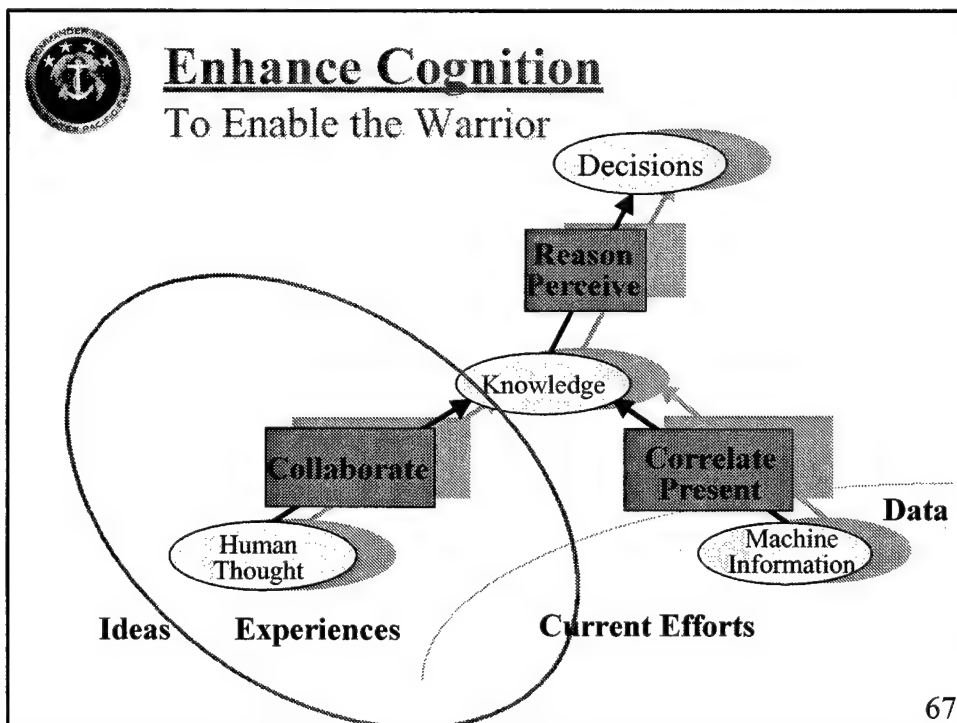 Enhance Cognition
To Enable the Warrior
Decisions
Reason
Perceive
Knowledge
Collaborate
Correlate
Present
Data
Human
Thought
Machine
Information
Ideas
Experiences
Current Efforts
67